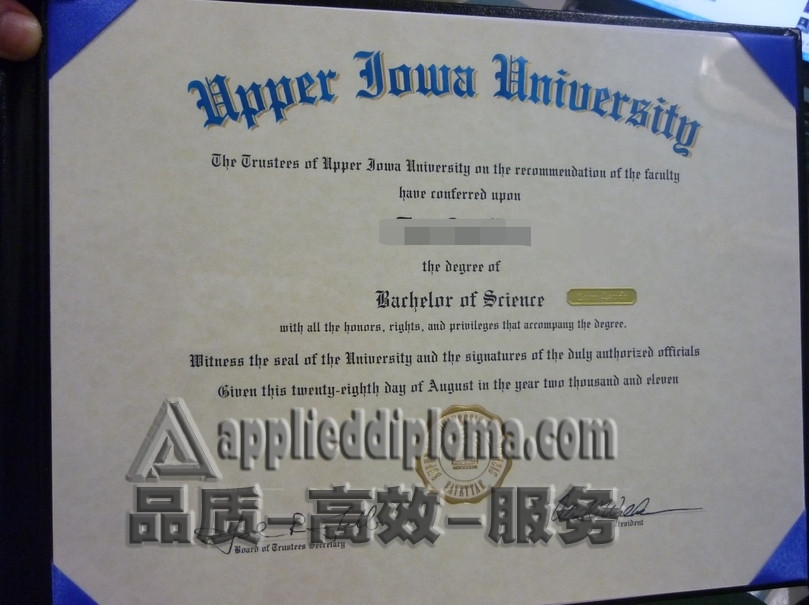 Upper Iowa University
The Trustees of Upper Iowa University on the recommendation of the faculty
have conferred upon
the degree of
Bachelor of Science
with all the honors, rights, and privileges that accompany the degree.
Witness the seal of the University and the signatures of the duly authorized officials
Given this twenty-eighth day of August in the year two thousand and eleven
applieddiploma.com
品质-高效-服务
Board of Trustees Secretary
President